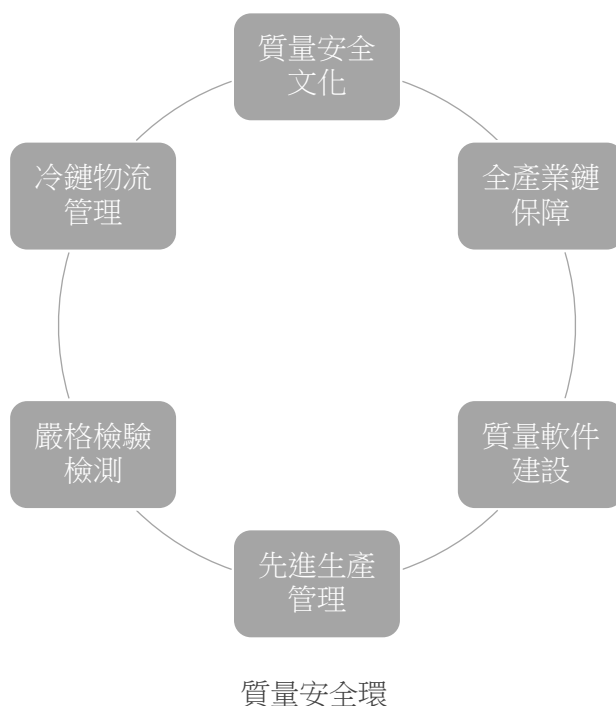 質量安全
文化
全產業鏈
保障
質量軟件
建設
先進生產
管理
嚴格檢驗
檢測
冷鏈物流
管理
質量安全環